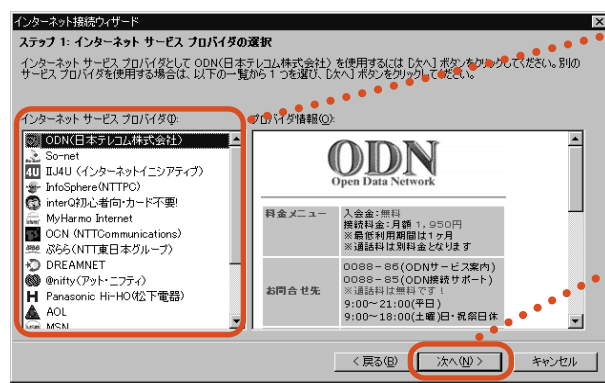 インターネット接続ウィザード
ステップ 1: インターネット サービス プロバイダの選択
インターネット サービス プロバイダとして ODN(日本テレコム株式会社) を使用するには [次へ] ボタンをクリックしてください。別の
サービス プロバイダを使用する場合は、以下の一覧から 1 つを選び、[次へ] ボタンをクリックしてください。
インターネット サービス プロバイダ(I):
プロバイダ情報(O):
ODN(日本テレコム株式会社)
So-net
IIJ4U (インターネットイニシアティブ)
InfoSphere(NTTPC)
interQ初心者向・カード不要!
MyHarmo Internet
OCN (NTTCommunications)
ぷらら(NTT東日本グループ)
DREAMNET
@nifty(アット・ニフティ)
Panasonic Hi-HO(松下電器)
AOL
MSN
ODN
Open Data Network
料金メニュー
入会金:無料
接続料金:月額1,950円
※最低利用期間は1ヶ月
※通話料は別料金となります
お問合せ先
0088-86(ODNサービス案内)
0088-85(ODN接続サポート)
※通話料は無料です!
9:00~21:00(平日)
9:00~18:00(土曜)日・祝祭日休
< 戻る(B)
次へ(N) >
キャンセル